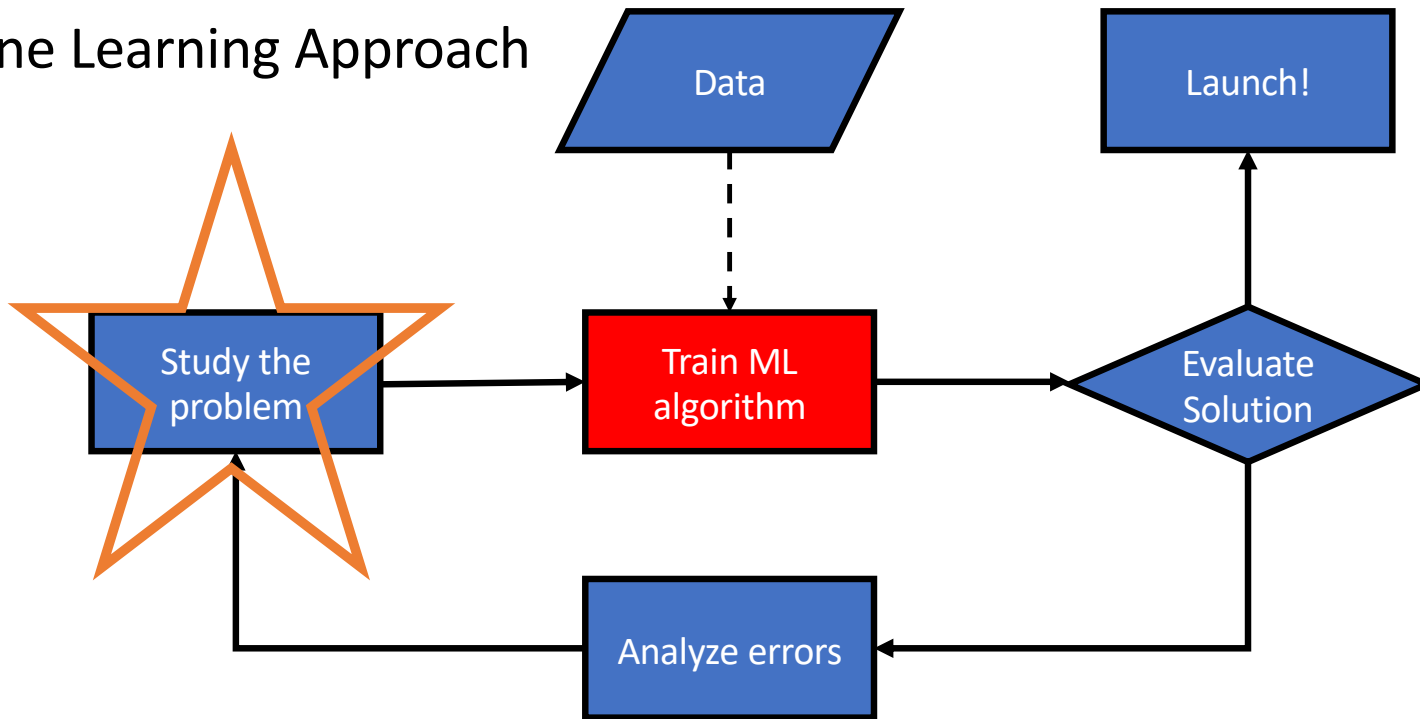 ne Learning Approach
Data
Launch!
Study the
problem
Train ML
algorithm
Evaluate
Solution
Analyze errors